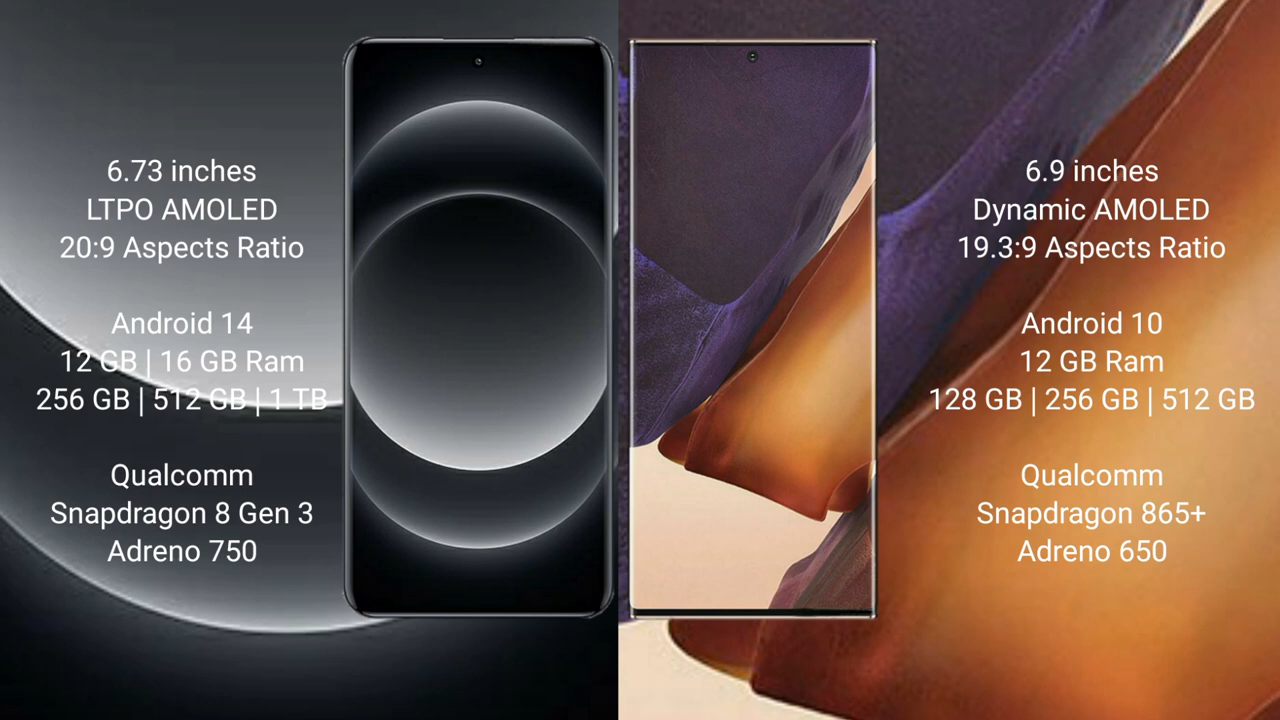 6.73 inches
LTPO AMOLED
20:9 Aspects Ratio
Android 14
12 GB | 16 GB Ram
256 GB | 512 GB | 1 TB
Qualcomm
Snapdragon 8 Gen 3
Adreno 750
6.9 inches
Dynamic AMOLED
19.3:9 Aspects Ratio
Android 10
12 GB Ram
128 GB | 256 GB | 512 GB
Qualcomm
Snapdragon 865+
Adreno 650